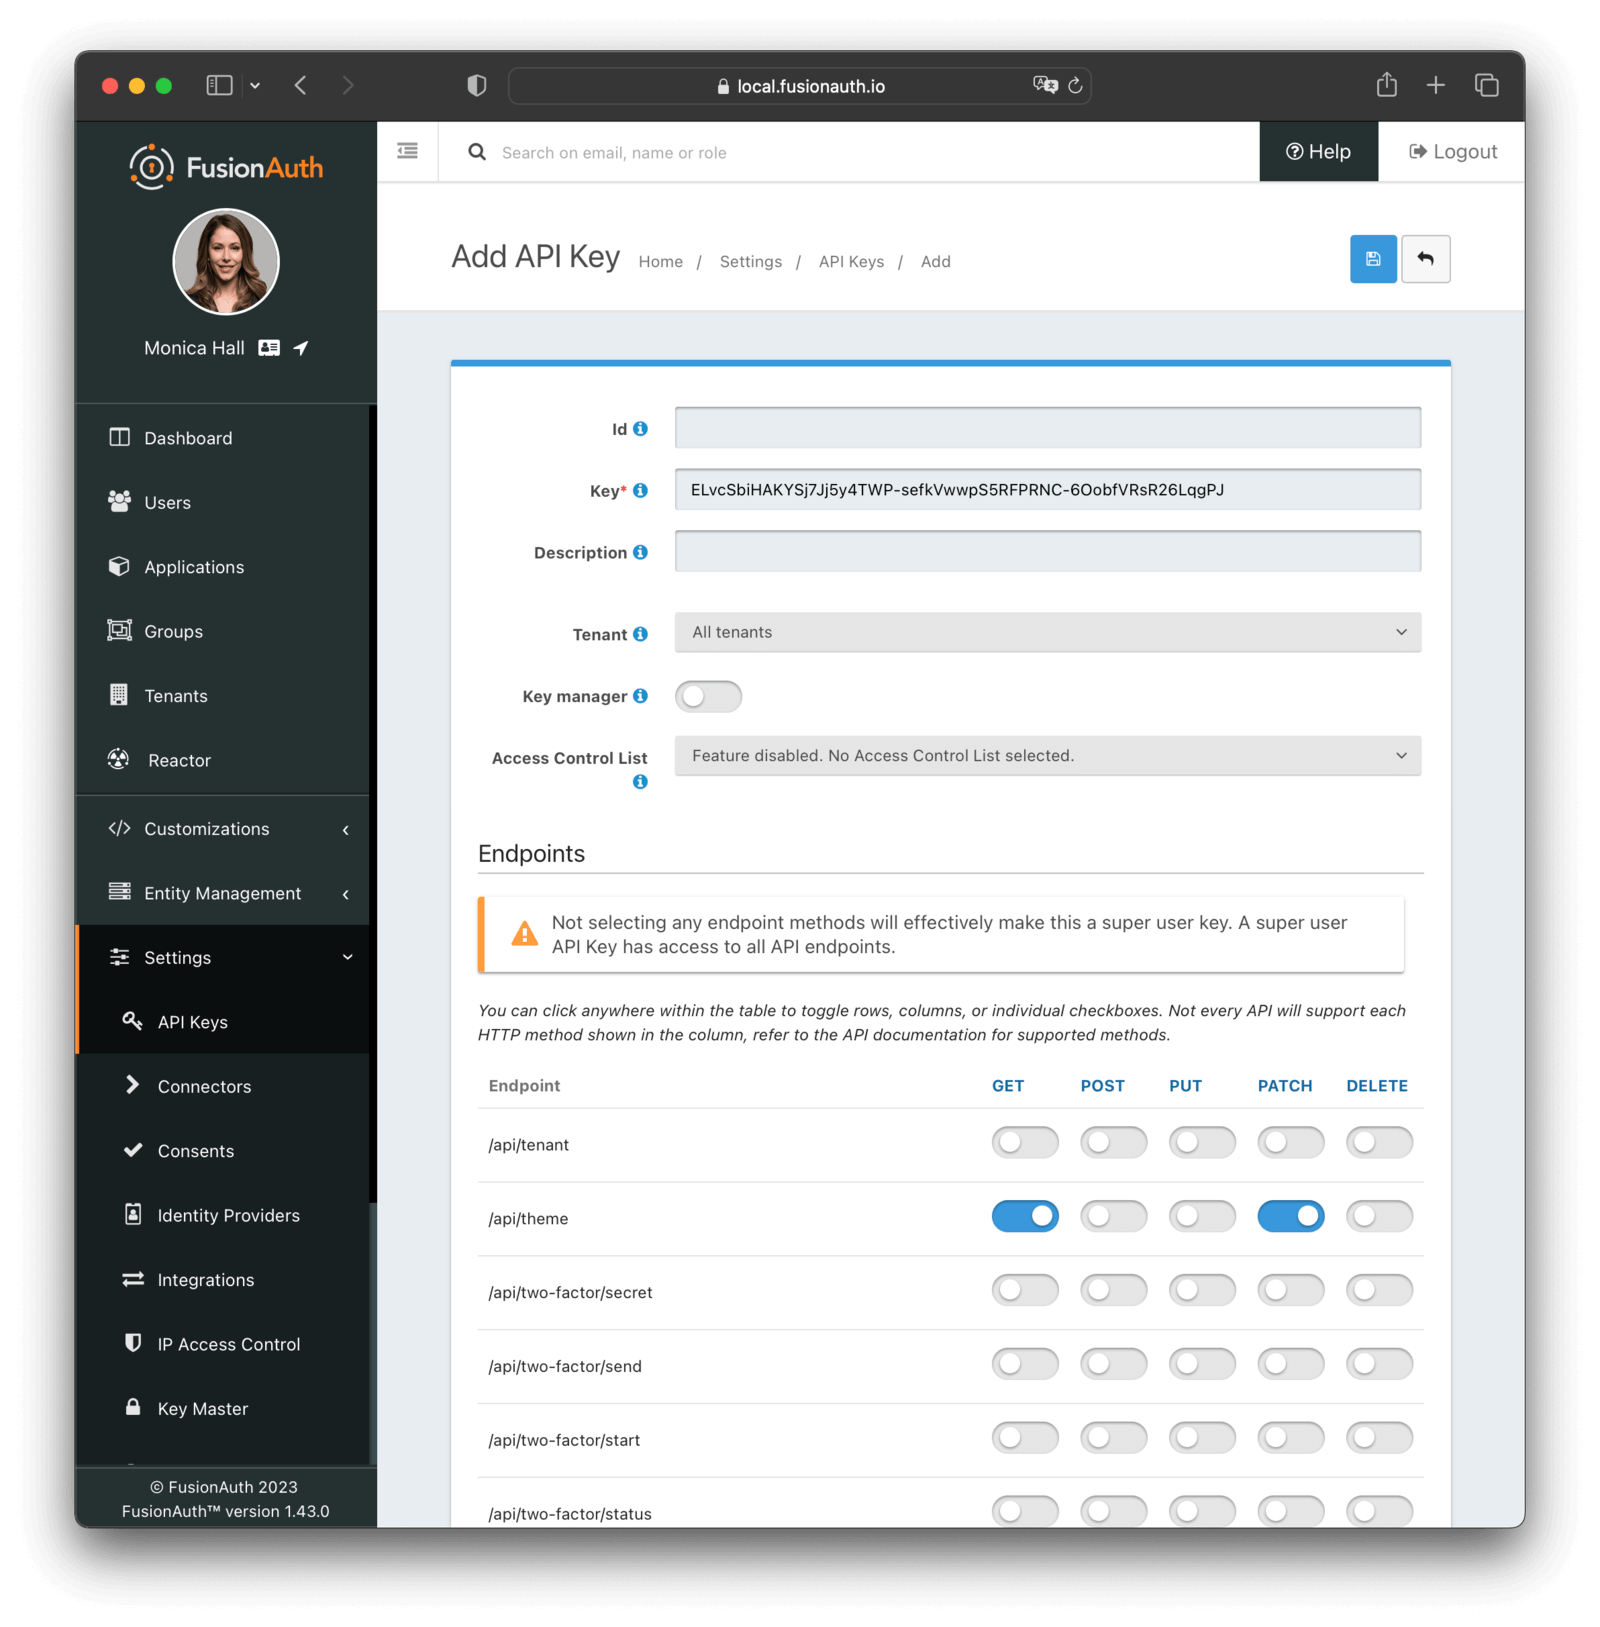 local.fusionauth.io
FusionAuth
Monica Hall
Dashboard
Users
Applications
Groups
Tenants
Reactor
Customizations
Entity Management
Settings
API Keys
Connectors
Consents
Identity Providers
Integrations
IP Access Control
Key Master
© FusionAuth 2023
FusionAuth™ version 1.43.0
Search on email, name or role
Help
Logout
Add API Key Home / Settings / API Keys / Add
Id
Key* ELvcSbiHAKYSj7Jj5y4TWP-sefkVwwpS5RFPRNC-6OobfVRsR26LqgPJ
Description
Tenant All tenants
Key manager
Access Control List Feature disabled. No Access Control List selected.
Endpoints
Not selecting any endpoint methods will effectively make this a super user key. A super user
API Key has access to all API endpoints.
You can click anywhere within the table to toggle rows, columns, or individual checkboxes. Not every API will support each
HTTP method shown in the column, refer to the API documentation for supported methods.
Endpoint GET POST PUT PATCH DELETE
/api/tenant
/api/theme
/api/two-factor/secret
/api/two-factor/send
/api/two-factor/start
/api/two-factor/status